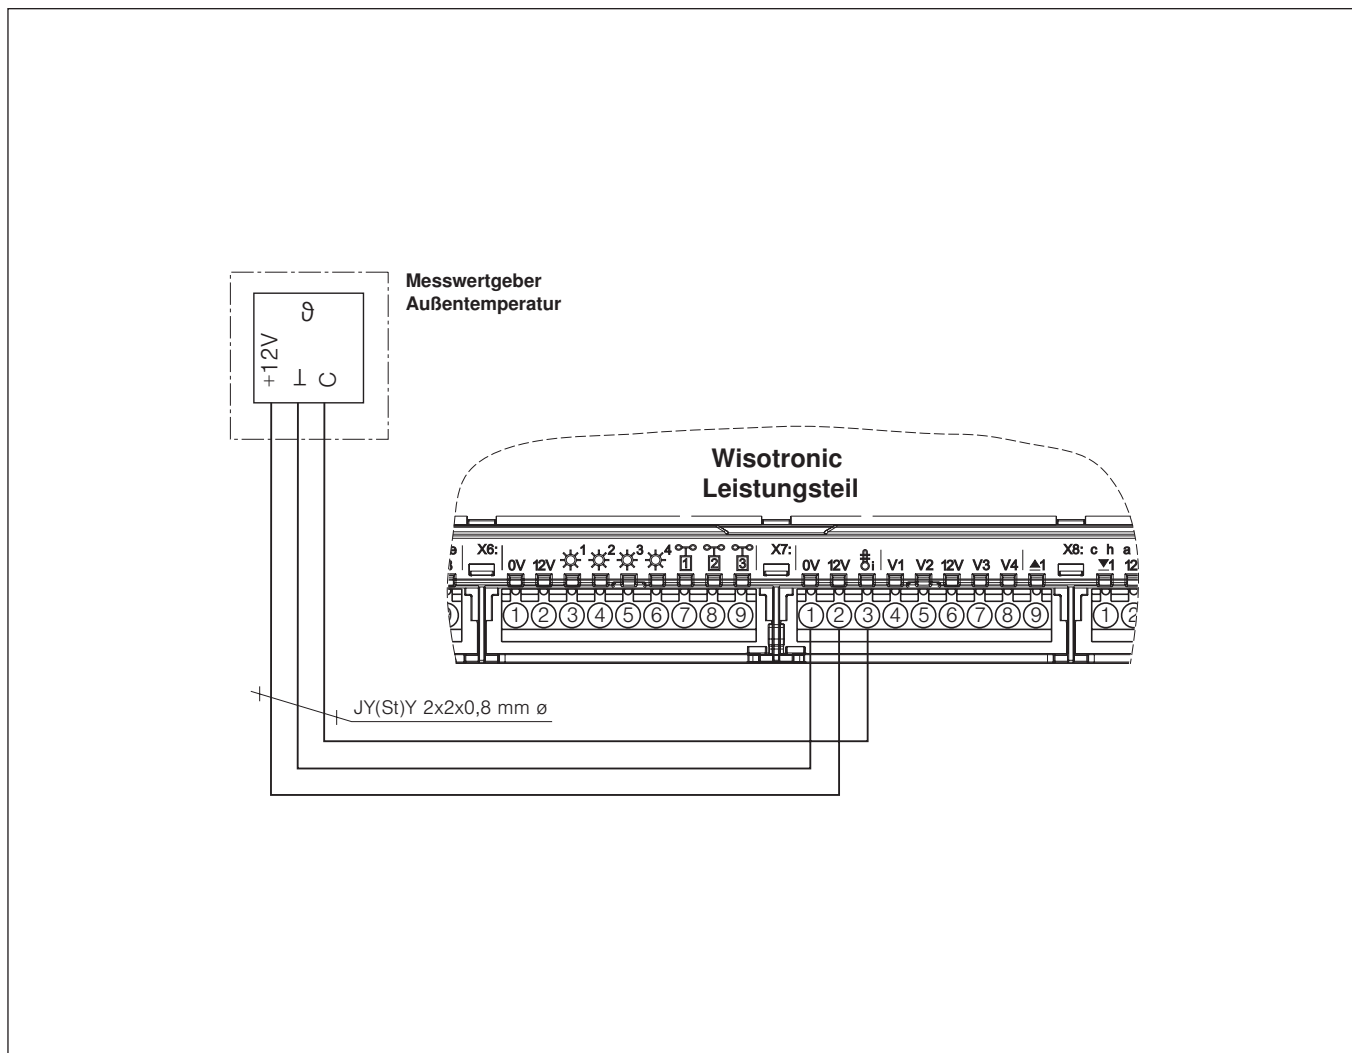 Messwertgeber
Außentemperatur
ϑ
+12V
⊥
C
Wisotronic
Leistungsteil
X6: 0V 12V 1 2 3 4 1 2 3
X7: 0V 12V i V1 V2 12V V3 V4 ▲1
X8: c h a
▼1 12
1 2 3 4 5 6 7 8 9
1 2 3 4 5 6 7 8 9
1 2
JY(St)Y 2x2x0,8 mm ø